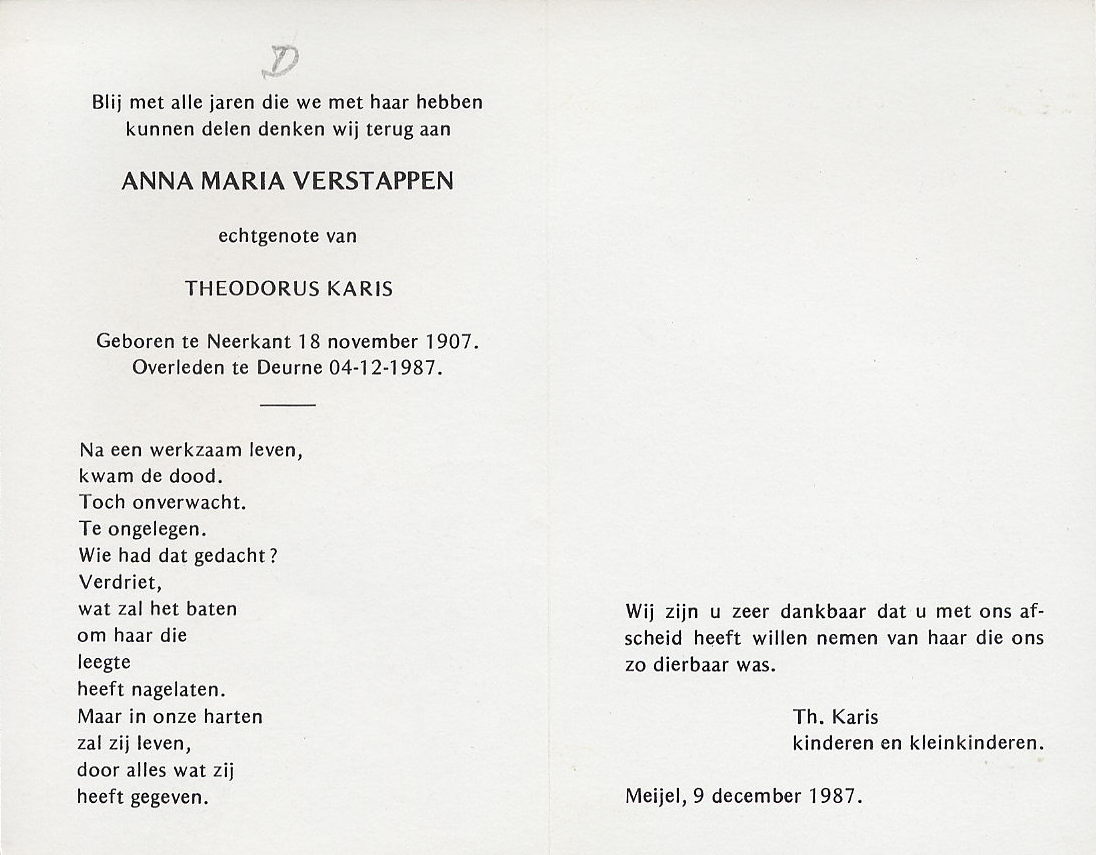 D
Blij met alle jaren die we met haar hebben
kunnen delen denken wij terug aan
ANNA MARIA VERSTAPPEN
echtgenote van
THEODORUS KARIS
Geboren te Neerkant 18 november 1907.
Overleden te Deurne 04-12-1987.
Na een werkzaam leven,
kwam de dood.
Toch onverwacht.
Te ongelegen.
Wie had dat gedacht?
Verdriet,
wat zal het baten
om haar die
leegte
heeft nagelaten.
Maar in onze harten
zal zij leven,
door alles wat zij
heeft gegeven.
Wij zijn u zeer dankbaar dat u met ons af-
scheid heeft willen nemen van haar die ons
zo dierbaar was.
Th. Karis
kinderen en kleinkinderen.
Meijel, 9 december 1987.